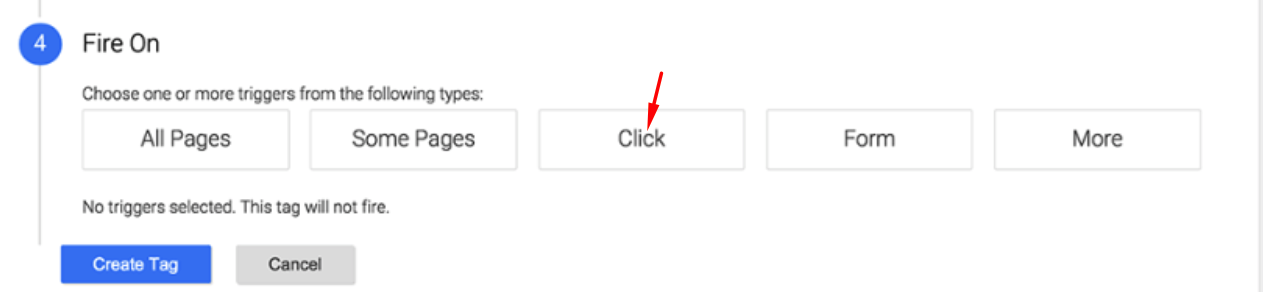 4 Fire On
Choose one or more triggers from the following types:
All Pages Some Pages Click Form More
No triggers selected. This tag will not fire.
Create Tag Cancel